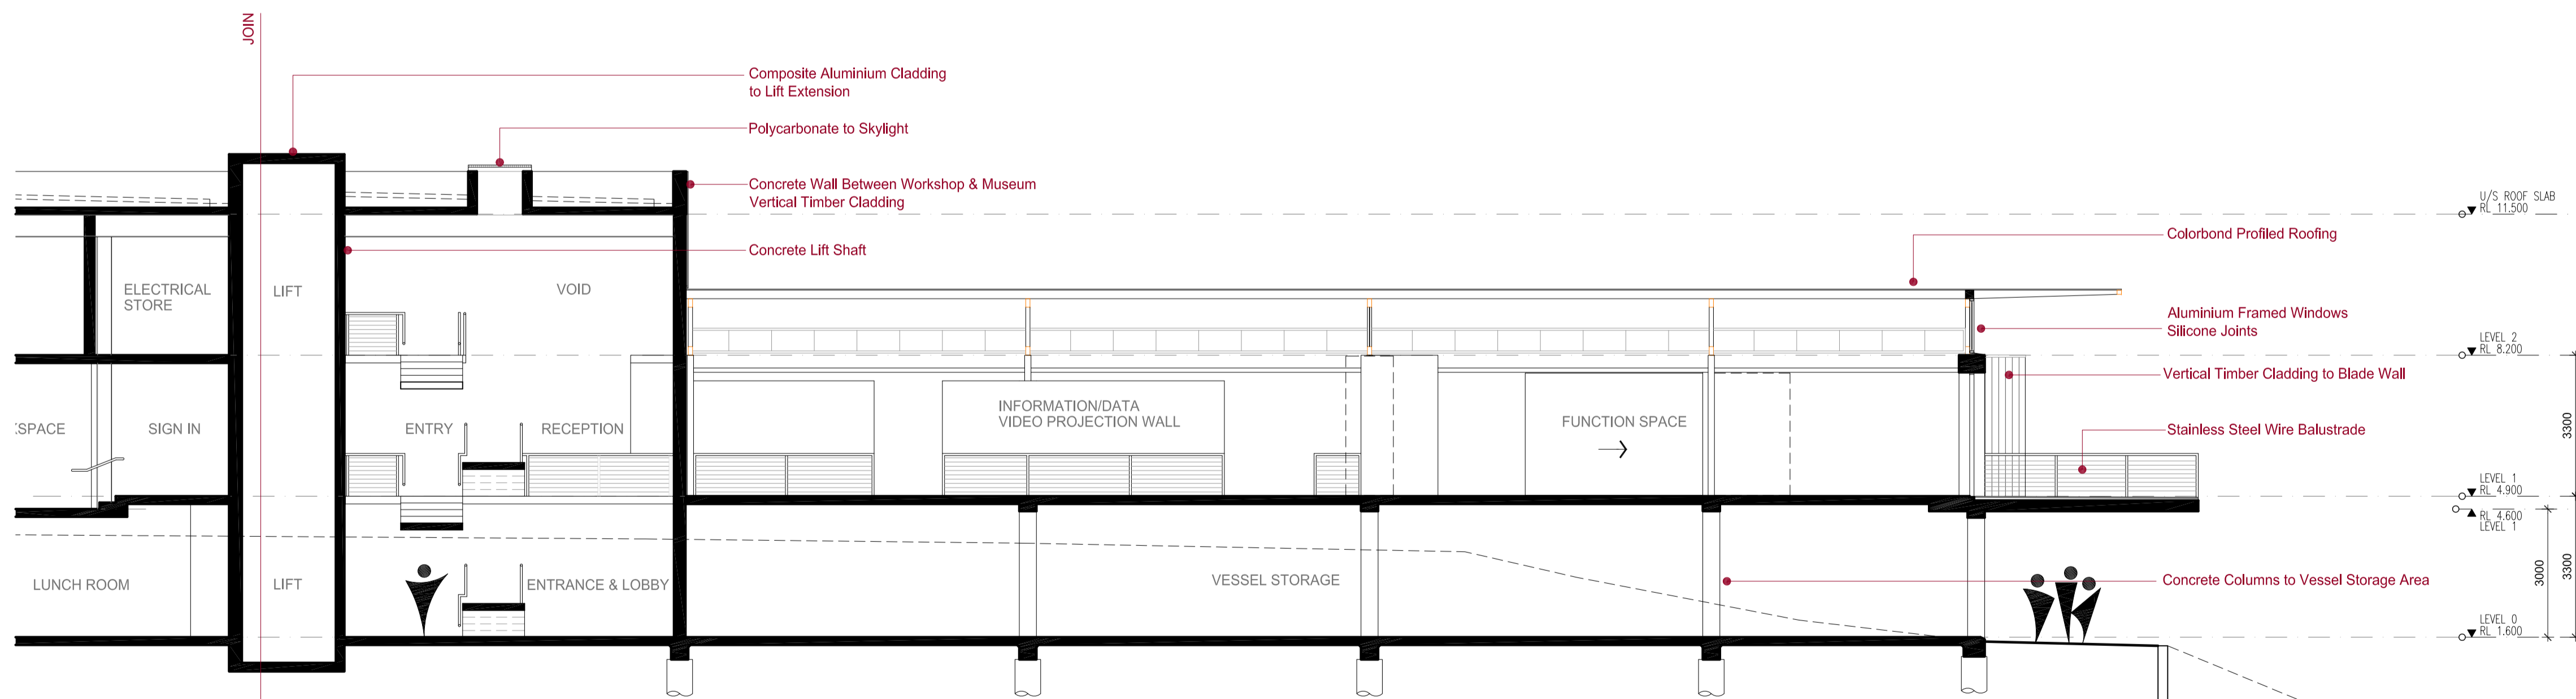 JOIN
Composite Aluminium Cladding
to Lift Extension
Polycarbonate to Skylight
Concrete Wall Between Workshop & Museum
Vertical Timber Cladding
U/S ROOF SLAB
RL 11.500
Colorbond Profiled Roofing
Concrete Lift Shaft
ELECTRICAL
STORE
LIFT
VOID
Aluminium Framed Windows
Silicone Joints
LEVEL 2
RL 8.200
Vertical Timber Cladding to Blade Wall
INFORMATION/DATA
VIDEO PROJECTION WALL
FUNCTION SPACE
KSPACE
SIGN IN
ENTRY
RECEPTION
Stainless Steel Wire Balustrade
3300
LEVEL 1
RL 4.900
RL 4.600
LEVEL 1
LUNCH ROOM
LIFT
ENTRANCE & LOBBY
VESSEL STORAGE
Concrete Columns to Vessel Storage Area
3000
3300
LEVEL 0
RL 1.600